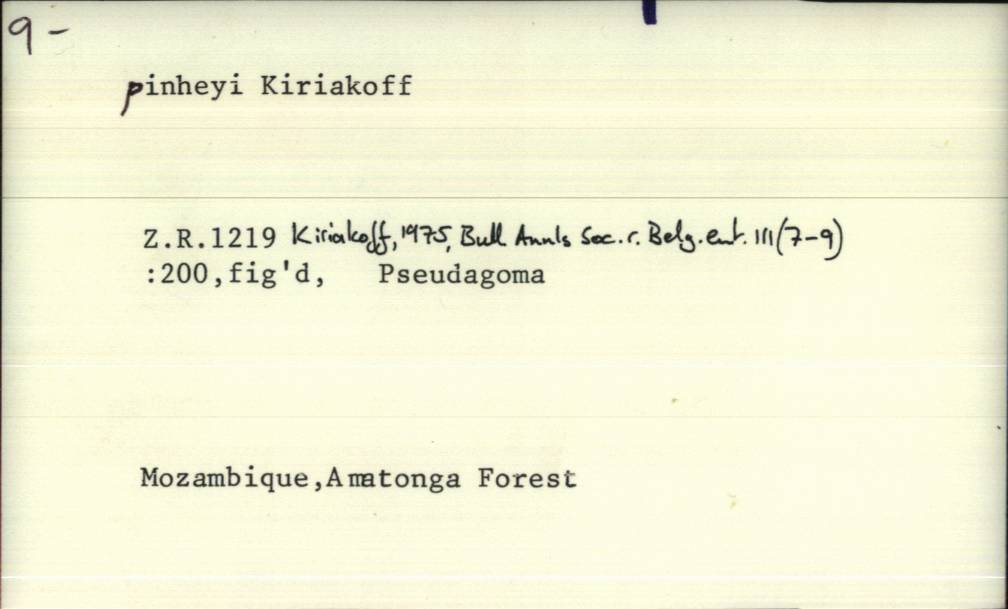 9 -
pinheyi Kiriakoff
Z.R.1219 Kiriakoff, 1975, Bull Annls Soc. r. Belg. ent. 111(7-9)
:200,fig'd, Pseudagoma
Mozambique,Amatonga Forest